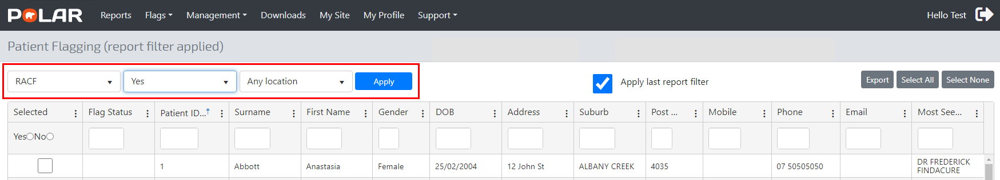 POLAR Reports Flags Management Downloads My Site My Profile Support Hello Test
Patient Flagging (report filter applied)
RACF Yes Any location Apply Apply last report filter Export Select All Select None
Selected Flag Status Patient ID... Surname First Name Gender DOB Address Suburb Post ... Mobile Phone Email Most See...
Yes No
1 Abbott Anastasia Female 25/02/2004 12 John St ALBANY CREEK 4035 07 50505050 DR FREDERICK
FINDACURE